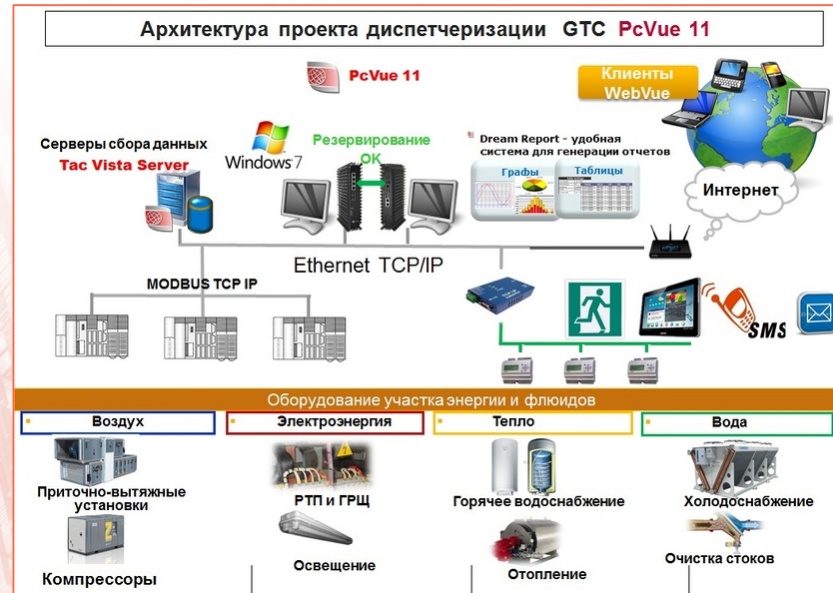 Архитектура проекта диспетчеризации GTC PcVue 11
PcVue 11
Клиенты
WebVue
Серверы сбора данных
Tac Vista Server
Windows 7
Резервирование
OK
Dream Report - удобная
система для генерации отчетов
Графы
Таблицы
Интернет
Ethernet TCP/IP
MODBUS TCP IP
SMS
Оборудование участка энергии и флюидов
Воздух
Электроэнергия
Тепло
Вода
Приточно-вытяжные
установки
РТП и ГРЩ
Горячее водоснабжение
Холодоснабжение
Компрессоры
Освещение
Отопление
Очистка стоков